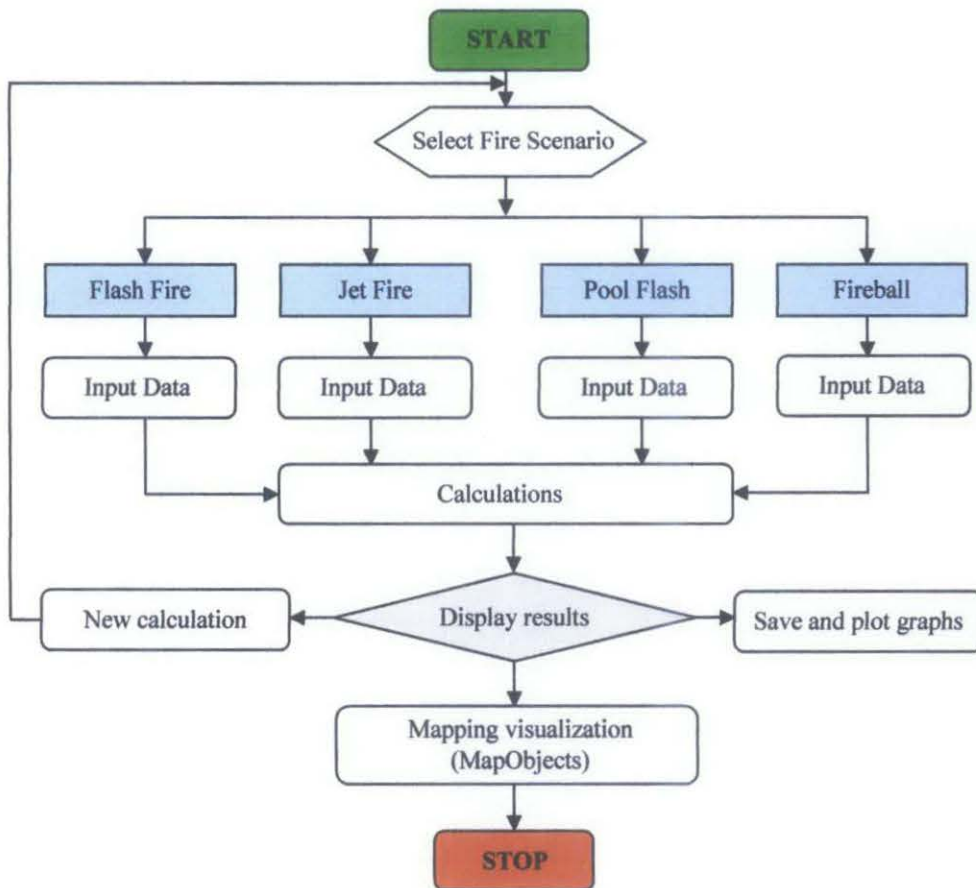 START
Select Fire Scenario
Flash Fire
Jet Fire
Pool Flash
Fireball
Input Data
Input Data
Input Data
Input Data
Calculations
New calculation
Display results
Save and plot graphs
Mapping visualization
(MapObjects)
STOP